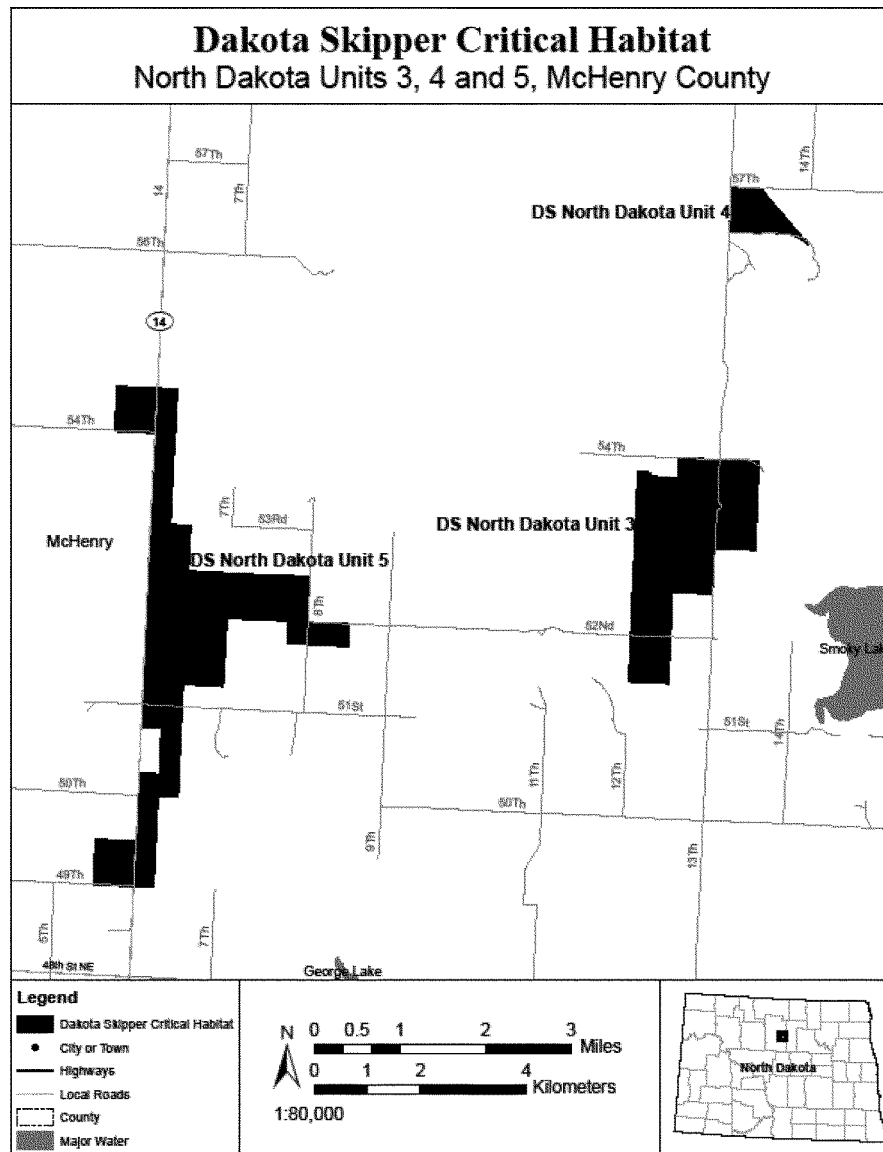 Dakota Skipper Critical Habitat
North Dakota Units 3, 4 and 5, McHenry County
57Th
14
7Th
14Th
57Th
DS North Dakota Unit 4
56Th
14
54Th
54Th
7Th
53Rd
DS North Dakota Unit 3
McHenry
DS North Dakota Unit 5
8Th
52Nd
Smoky Lak
51St
51St
14Th
50Th
11Th
12Th
50Th
9Th
13Th
49Th
5Th
7Th
48th St NE
George Lake
Legend
Dakota Skipper Critical Habitat
City or Town
Highways
Local Roads
County
Major Water
N
0 0.5 1 2 3
Miles
0 1 2 4
Kilometers
1:80,000
North Dakota